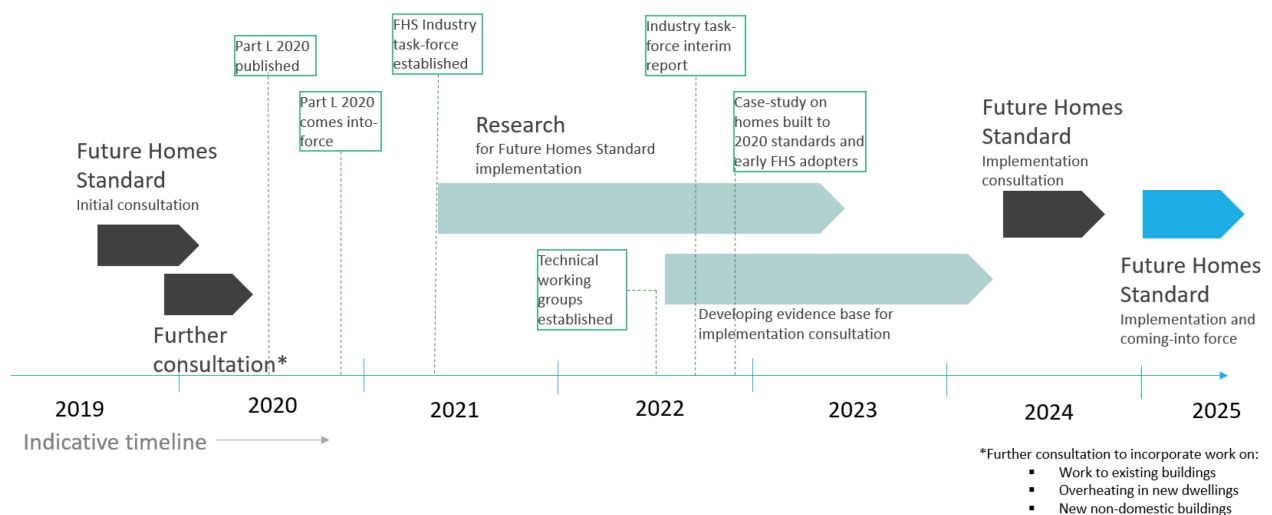 Part L 2020
published
FHS Industry
task-force
established
Industry task-
force interim
report
Part L 2020
comes into-
force
Case-study on
homes built to
2020 standards and
early FHS adopters
Future Homes
Standard
Initial consultation
Research
for Future Homes Standard
implementation
Future Homes
Standard
Implementation
consultation
Technical
working
groups
established
Developing evidence base for
implementation consultation
Future Homes
Standard
Implementation and
coming-into force
Further
consultation*
2019
2020
2021
2022
2023
2024
2025
Indicative timeline
*Further consultation to incorporate work on:
▪ Work to existing buildings
▪ Overheating in new dwellings
▪ New non-domestic buildings